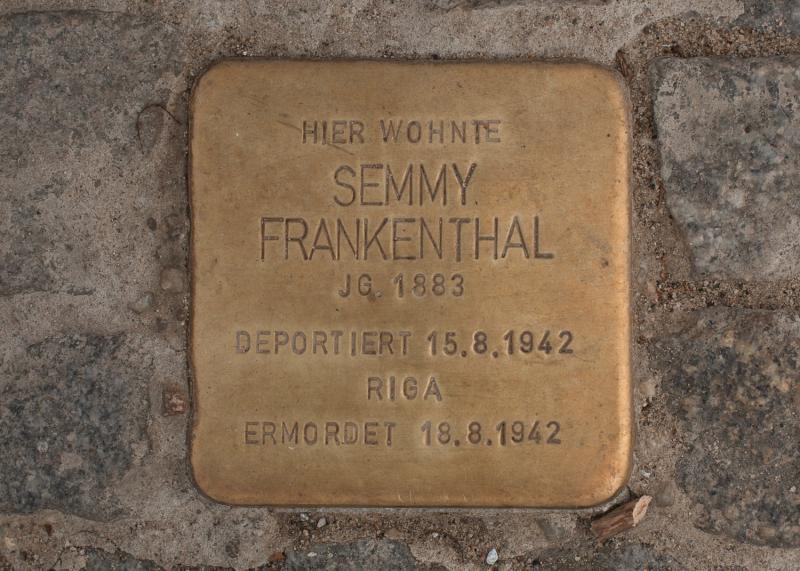 HIER WOHNTE
SEMMY
FRANKENTHAL
JG. 1883
DEPORTIERT 15.8.1942
RIGA
ERMORDET 18.8.1942